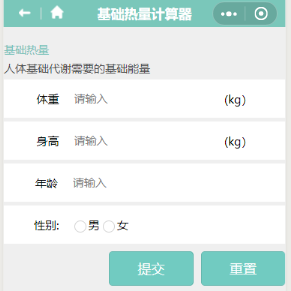 基础热量计算器
基础热量
人体基础代谢需要的基础能量
体重 请输入 (kg)
身高 请输入 (kg)
年龄 请输入
性别: 男 女
提交 重置